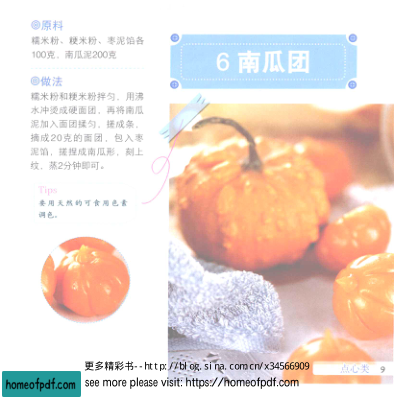 6 南瓜团
原料
糯米粉、粳米粉、枣泥馅各
100克，南瓜泥200克
做法
糯米粉和粳米粉拌匀，用沸
水冲烫成硬面团，再将南瓜
泥加入面团揉匀，搓成条，
摘成20克的面团，包入枣
泥馅，搓捏成南瓜形，刻上
纹，蒸2分钟即可。
Tips
要用天然的可食用色素
调色。
点心类 9
更多精彩书--http://blog.sina.com.cn/x34566909
see more please visit: https://homeofpdf.com
homeofpdf.com